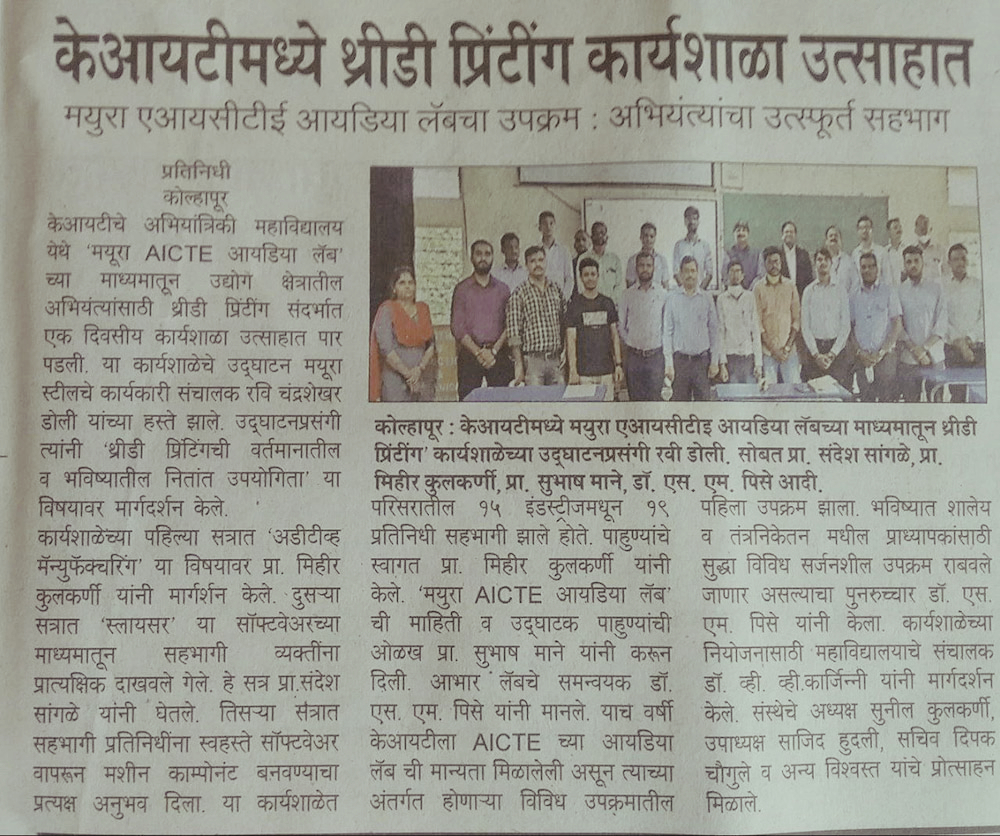 केआयटीमध्ये थ्रीडी प्रिंटींग कार्यशाळा उत्साहात
मयुरा एआयसीटीई आयडिया लॅबचा उपक्रम : अभियंत्यांचा उत्स्फूर्त सहभाग
प्रतिनिधी
कोल्हापूर
केआयटीचे अभियांत्रिकी महाविद्यालय
येथे 'मयूरा AICTE आयडिया लॅब'
च्या माध्यमातून उद्योग क्षेत्रातील
अभियंत्यांसाठी थ्रीडी प्रिंटिंग संदर्भात
एक दिवसीय कार्यशाळा उत्साहात पार
पडली. या कार्यशाळेचे उद्‌घाटन मयूरा
स्टीलचे कार्यकारी संचालक रवि चंद्रशेखर
डोली यांच्या हस्ते झाले. उद्‌घाटनप्रसंगी
त्यांनी 'थ्रीडी प्रिंटिंगची वर्तमानातील
व भविष्यातील नितांत उपयोगिता' या
विषयावर मार्गदर्शन केले.
कार्यशाळेच्या पहिल्या सत्रात 'अडीटीव्ह
मॅन्युफॅक्चरिंग' या विषयावर प्रा. मिहीर
कुलकर्णी यांनी मार्गर्शन केले. दुसऱ्या
सत्रात 'स्लायसर' या सॉफ्टवेअरच्या
माध्यमातून सहभागी व्यक्तींना
प्रात्यक्षिक दाखवले गेले. हे सत्र प्रा.संदेश
सांगळे यांनी घेतले. तिसऱ्या सत्रात
सहभागी प्रतिनिधींना स्वहस्ते सॉफ्टवेअर
वापरून मशीन काम्पोनंट बनवण्याचा
प्रत्यक्ष अनुभव दिला. या कार्यशाळेत
कोल्हापूर : केआयटीमध्ये मयुरा एआयसीटीइ आयडिया लॅबच्या माध्यमातून थ्रीडी
प्रिंटींग' कार्यशाळेच्या उद्‌घाटनप्रसंगी रवी डोली. सोबत प्रा. संदेश सांगळे, प्रा.
मिहीर कुलकर्णी, प्रा. सुभाष माने, डॉ. एस. एम. पिसे आदी.
परिसरातील १५ इंडस्ट्रीजमधून १९
प्रतिनिधी सहभागी झाले होते. पाहुण्यांचे
स्वागत प्रा. मिहीर कुलकर्णी यांनी
केले. 'मयुरा AICTE आयडिया लॅब'
ची माहिती व उद्‌घाटक पाहुण्यांची
ओळख प्रा. सुभाष माने यांनी करून
दिली. आभार लॅबचे समन्वयक डॉ.
एस. एम. पिसे यांनी मानले. याच वर्षी
केआयटीला AICTE च्या आयडिया
लॅब ची मान्यता मिळालेली असून त्याच्या
अंतर्गत होणाऱ्या विविध उपक्रमातील
पहिला उपक्रम झाला. भविष्यात शालेय
व तंत्रनिकेतन मधील प्राध्यापकांसाठी
सुद्धा विविध सर्जनशील उपक्रम राबवले
जाणार असल्याचा पुनरुच्चार डॉ. एस.
एम. पिसे यांनी केला. कार्यशाळेच्या
नियोजनासाठी महाविद्यालयाचे संचालक
डॉ. व्ही. व्ही.कार्जिन्नी यांनी मार्गदर्शन
केले. संस्थेचे अध्यक्ष सुनील कुलकर्णी,
उपाध्यक्ष साजिद हुदली, सचिव दिपक
चौगुले व अन्य विश्वस्त यांचे प्रोत्साहन
मिळाले.